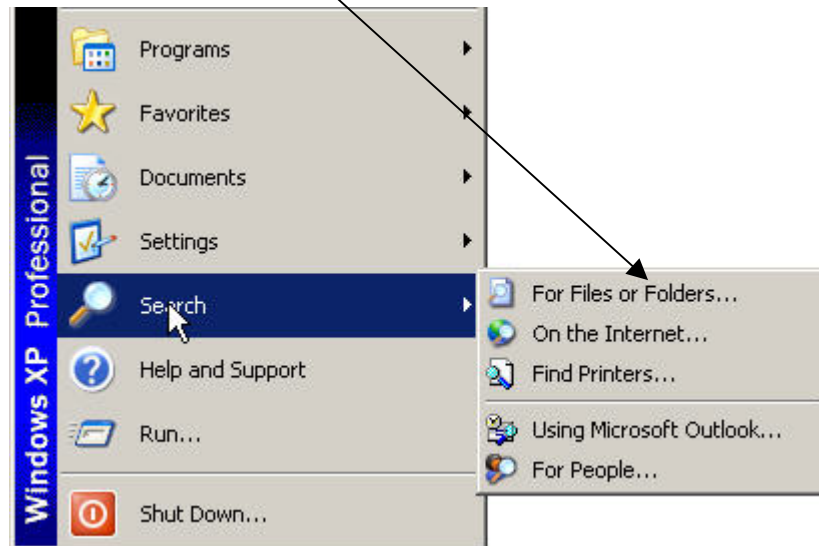 Windows XP Professional
Programs
Favorites
Documents
Settings
Search
Help and Support
Run...
Shut Down...
For Files or Folders...
On the Internet...
Find Printers...
Using Microsoft Outlook...
For People...